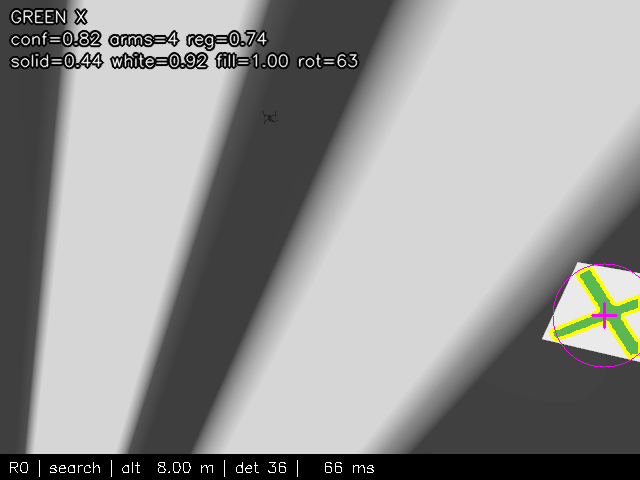 GREEN X
conf=0.82 arms=4 reg=0.74
solid=0.44 white=0.92 fill=1.00 rot=63
R0 | search | alt 8.00 m | det 36 | 66 ms